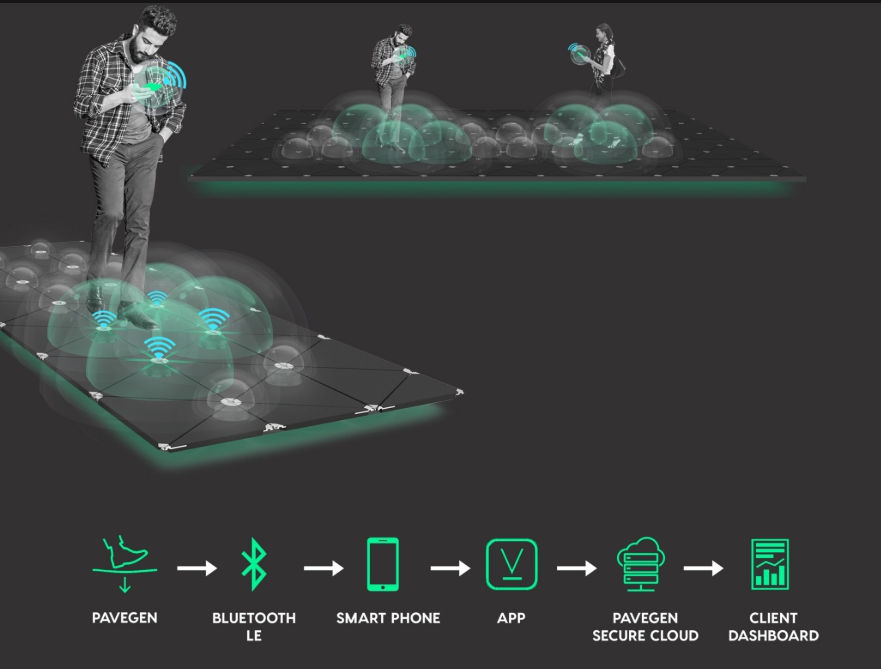 PAVEGEN
BLUETOOTH
LE
SMART PHONE
APP
PAVEGEN
SECURE CLOUD
CLIENT
DASHBOARD